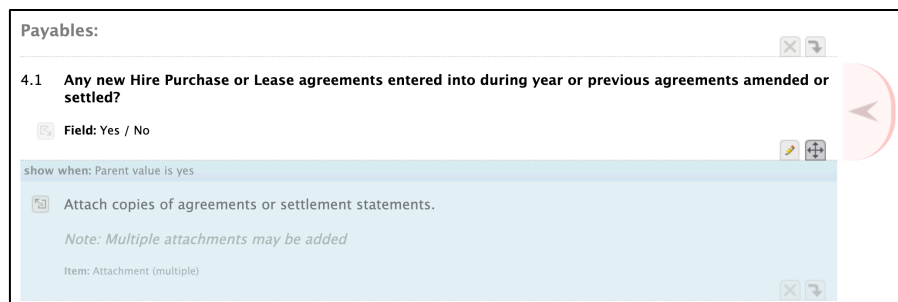 Payables:
4.1 Any new Hire Purchase or Lease agreements entered into during year or previous agreements amended or
settled?
Field: Yes / No
show when: Parent value is yes
Attach copies of agreements or settlement statements.
Note: Multiple attachments may be added
Item: Attachment (multiple)